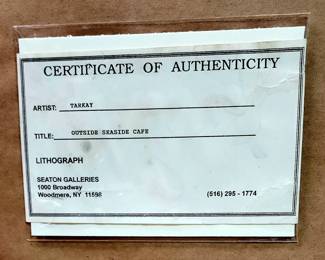 CERTIFICATE OF AUTHENTICITY
ARTIST: TARKAY
TITLE: OUTSIDE SEASIDE CAFE
LITHOGRAPH
SEATON GALLERIES
1000 Broadway
Woodmere, NY 11598 (516) 295 - 1774